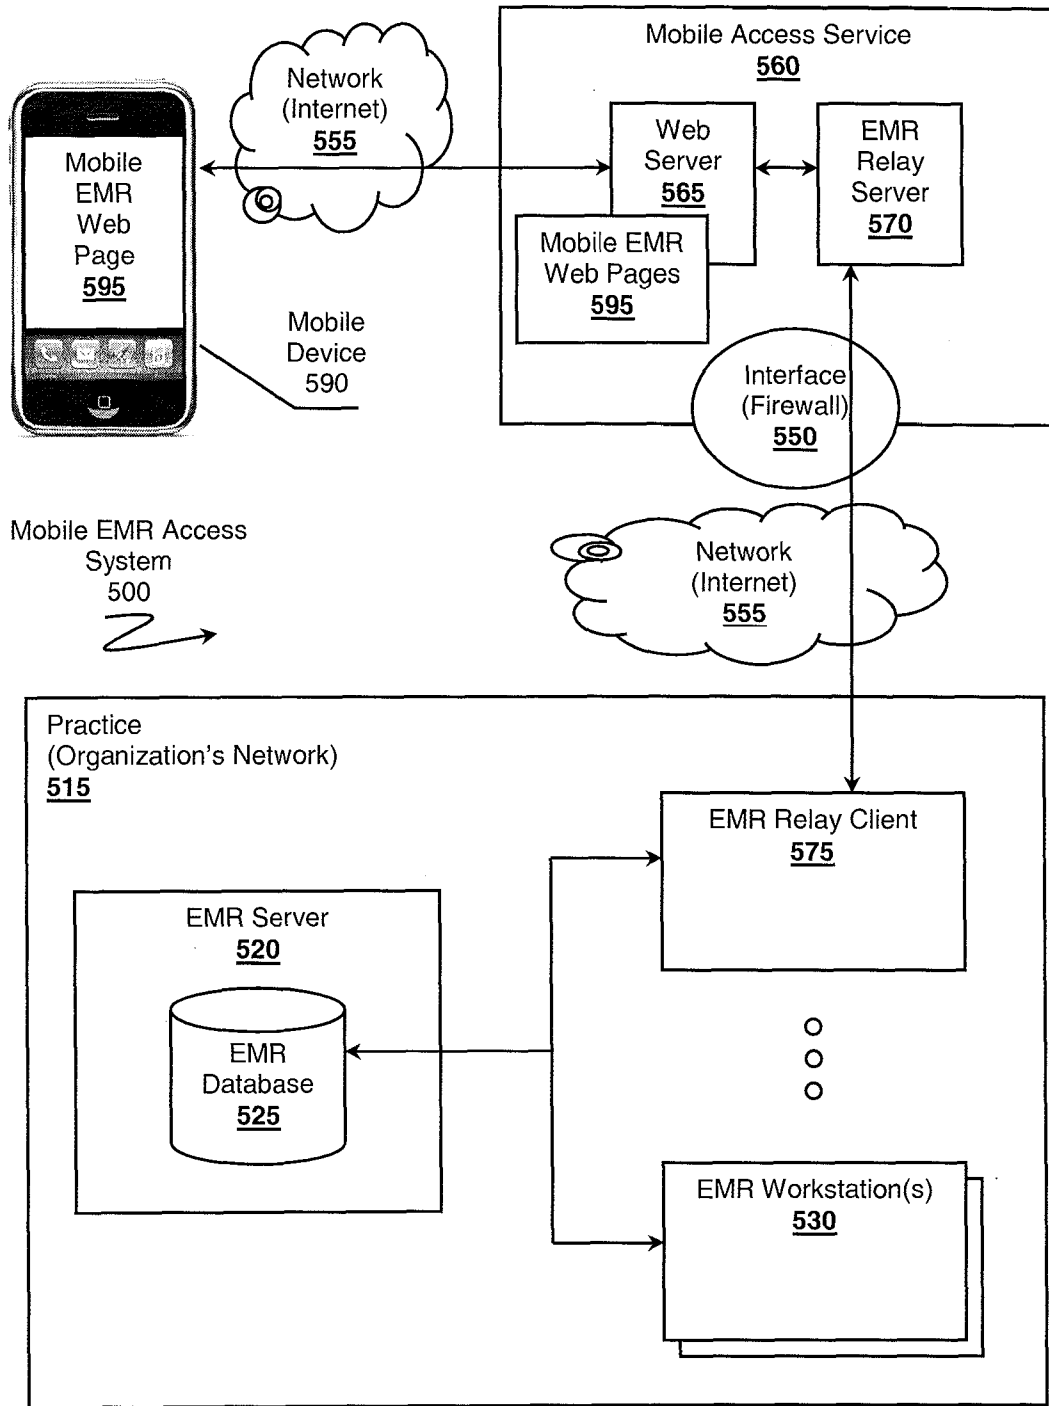 Mobile Access Service
560
Network
(Internet)
555
Web
Server
565
EMR
Relay
Server
570
Mobile
EMR
Web
Page
595
Mobile EMR
Web Pages
595
Mobile
Device
590
Interface
(Firewall)
550
Mobile EMR Access
System
500
Network
(Internet)
555
Practice
(Organization's Network)
515
EMR Relay Client
575
EMR Server
520
EMR
Database
525
EMR Workstation(s)
530